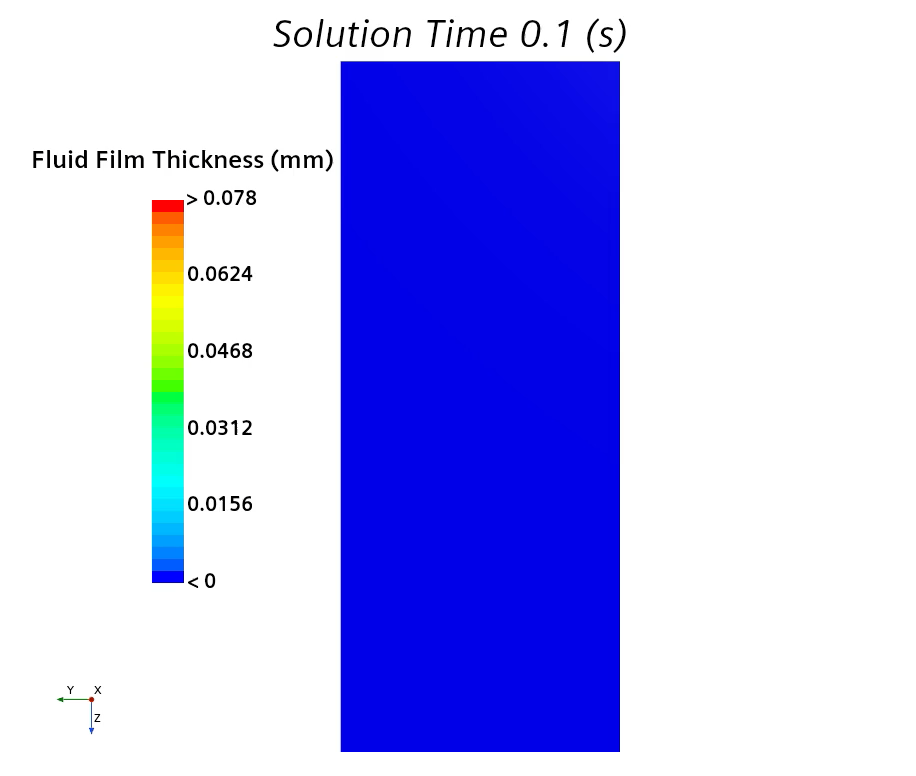 Solution Time 0.1 (s)
Fluid Film Thickness (mm)
> 0.078
0.0624
0.0468
0.0312
0.0156
< 0
Y X
Z